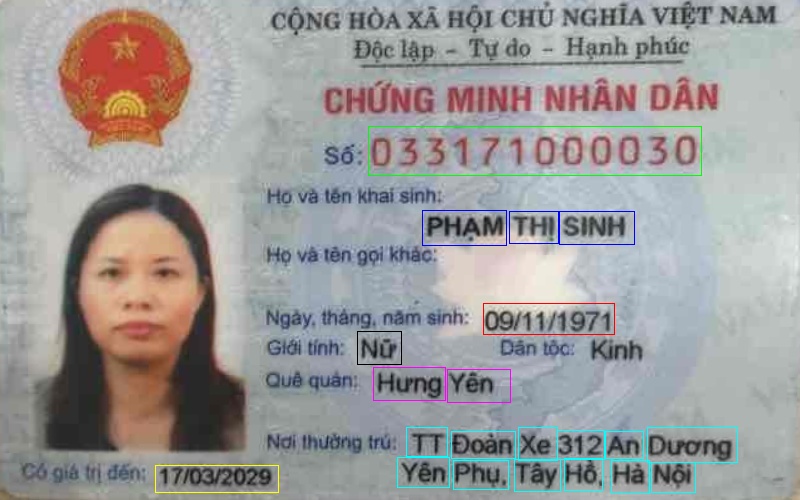 CỘNG HÒA XÃ HỘI CHỦ NGHĨA VIỆT NAM
Độc lập - Tự do - Hạnh phúc
CHỨNG MINH NHÂN DÂN
Số: 033171000030
Họ và tên khai sinh:
PHẠM THỊ SINH
Họ và tên gọi khác:
Ngày, tháng, năm sinh: 09/11/1971
Giới tính: Nữ Dân tộc: Kinh
Quê quán: Hưng Yên
Nơi thường trú: TT Đoàn Xe 312 An Dương
Yên Phụ, Tây Hồ, Hà Nội
Có giá trị đến: 17/03/2029